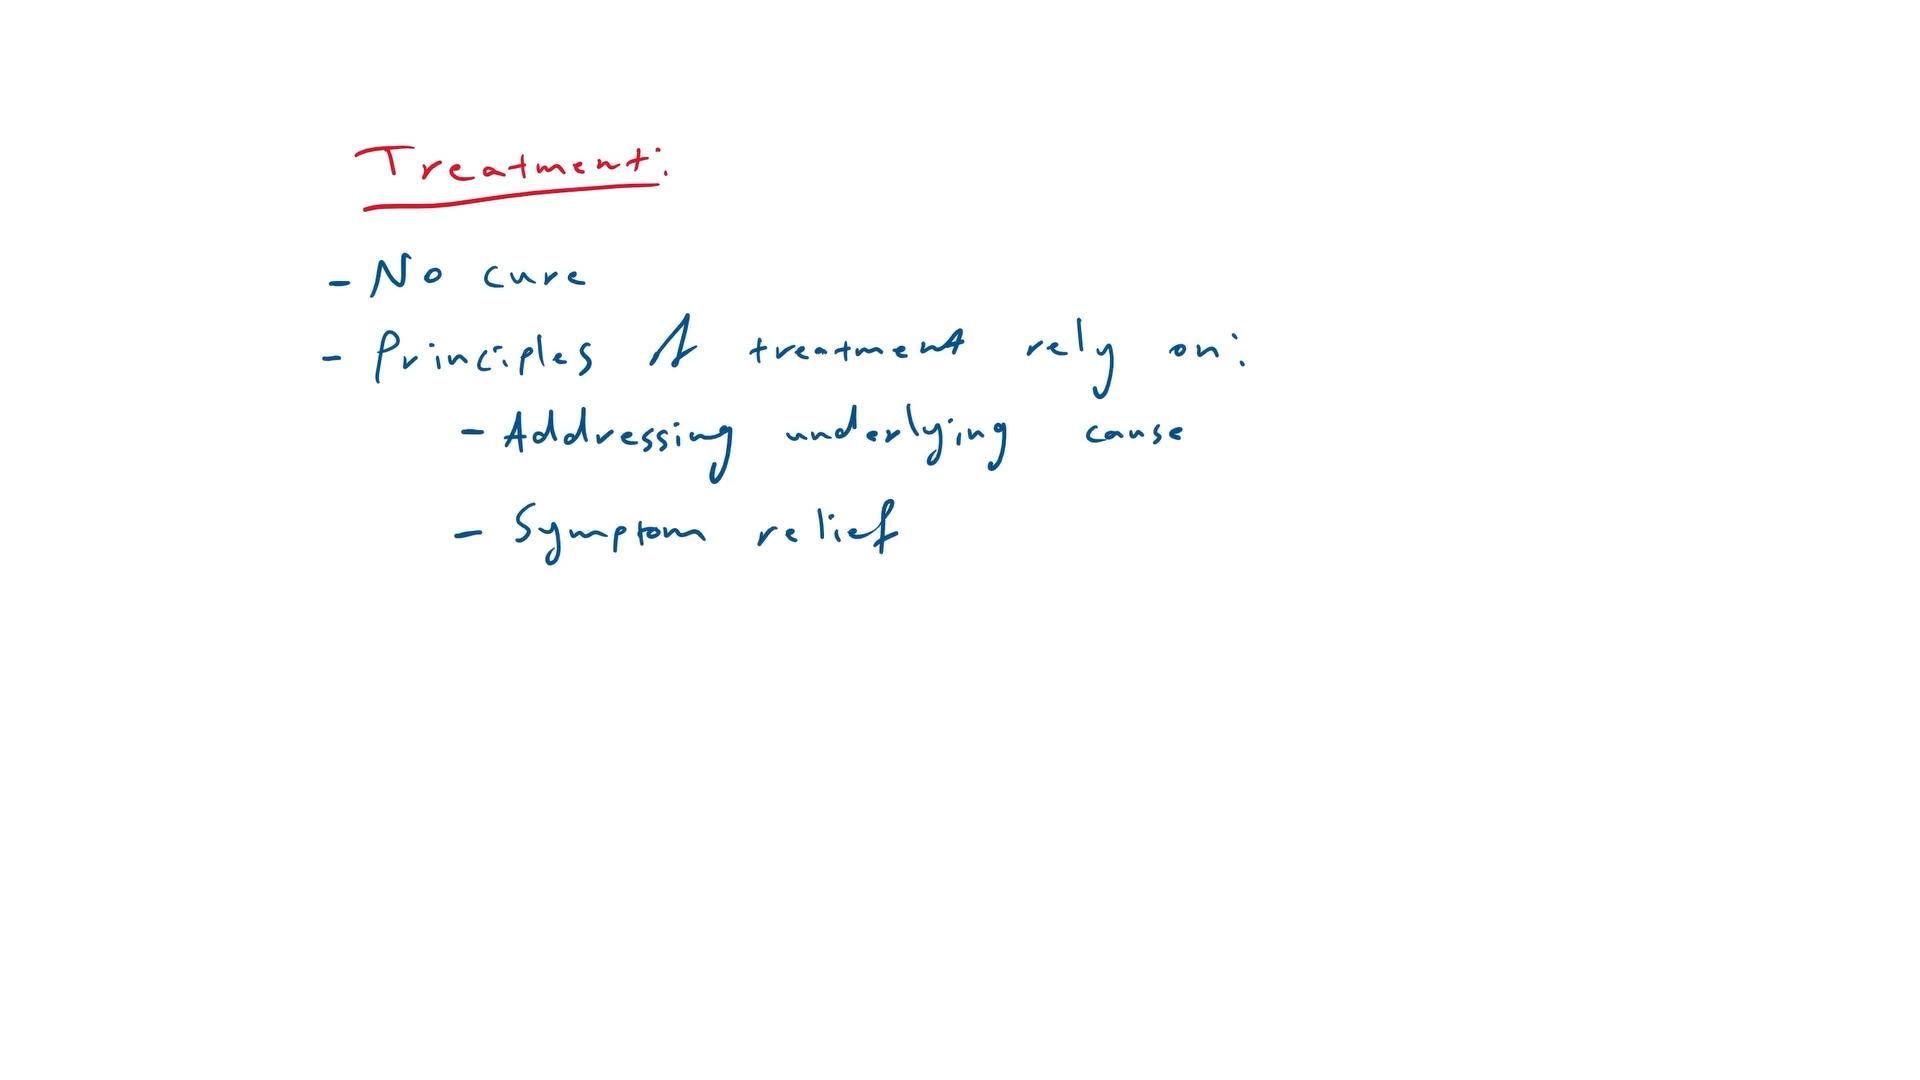 Treatment:
- No cure
- Principles of treatment rely on:
- Addressing underlying cause
- Symptom relief